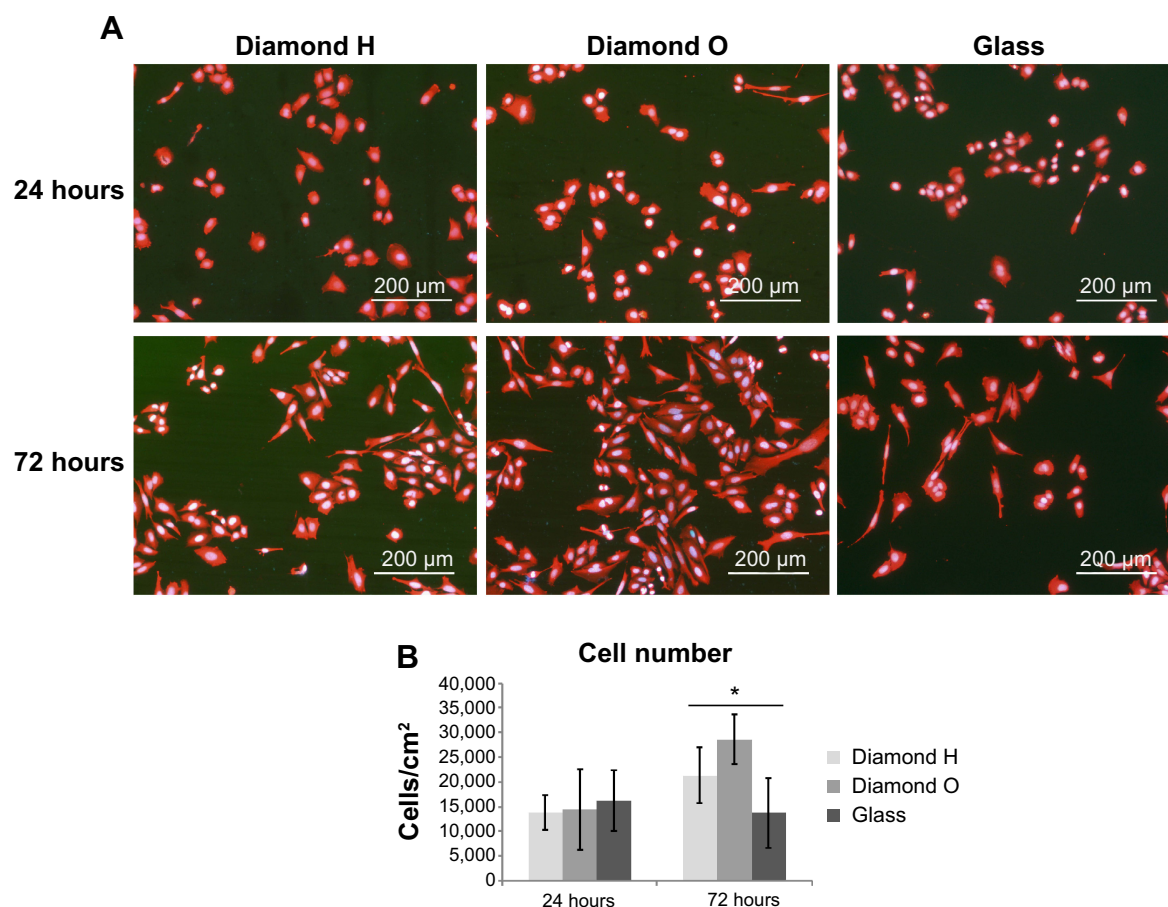 A
Diamond H
Diamond O
Glass
24 hours
200 µm
200 µm
200 µm
72 hours
200 µm
200 µm
200 µm
B
Cell number
*
Cells/cm²
40,000
35,000
30,000
25,000
20,000
15,000
10,000
5,000
0
24 hours
72 hours
Diamond H
Diamond O
Glass